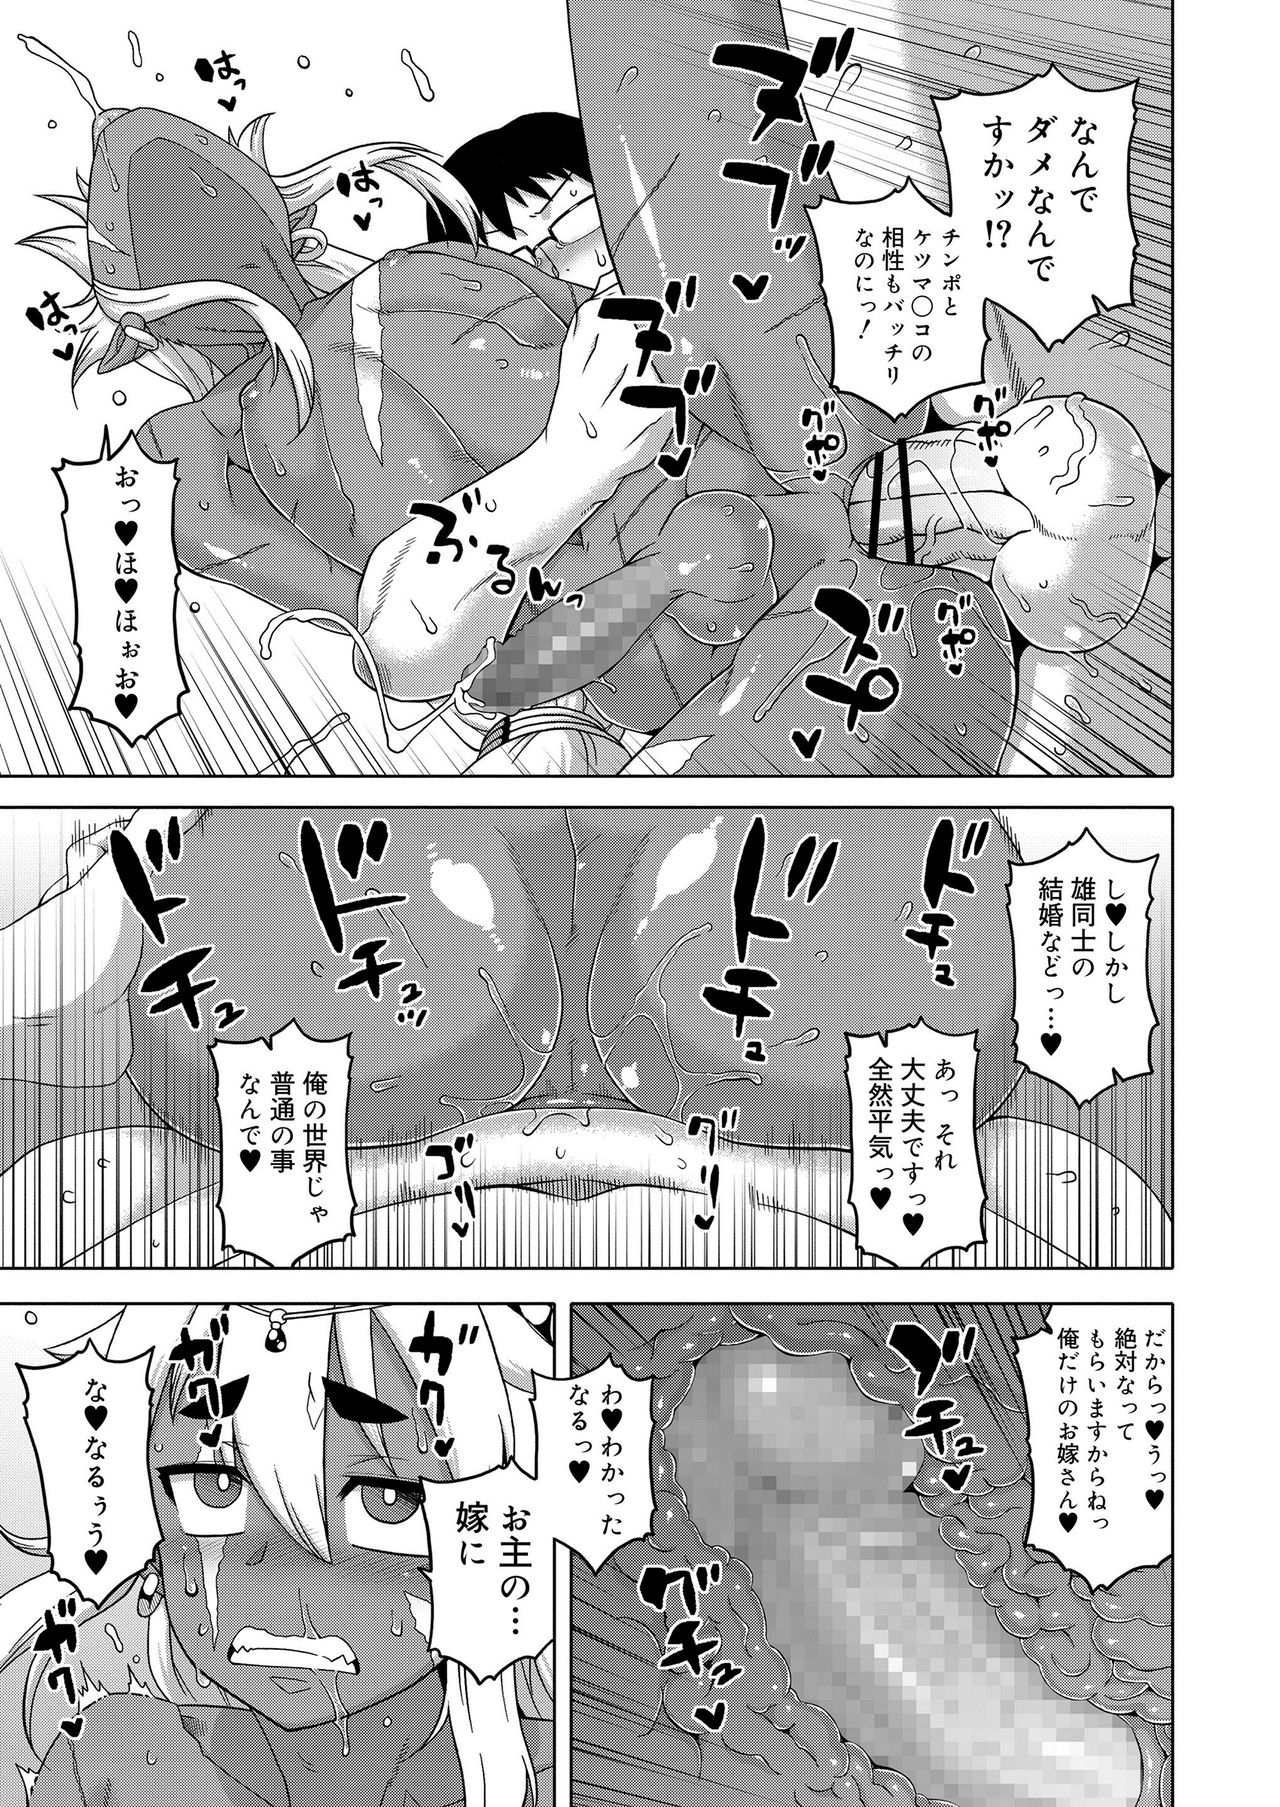 なんで
ダメなんで
すかッ!?
チンポと
ケツマ〇コの
相性もバッチリ
なのにっ！
ヌブ♥
ヌブ♥
はっ♥
はっ♥
はっ♥
グポ♥
グポ♥
グポ♥
ズプ♥
ぶるんっ
おっ♥ほ♥ほぉお♥
し♥しかし
雄同士の
結婚などっ…♥
あっ それ
大丈夫ですっ♥
全然平気っ♥
俺の世界じゃ
普通の事
なんで♥
ドチュ
ドチュ
ドチュ
ドチュ
ゴリ♥
ゴリ♥
だからっ♥うっ♥
絶対なって
もらいますからねっ
俺だけのお嫁さん♥
グチュ♥
グチュ♥
わ♥わかった
なるっ♥
お主の…
嫁に
な♥なるぅう♥
ガク♥
ガク♥
ガク♥